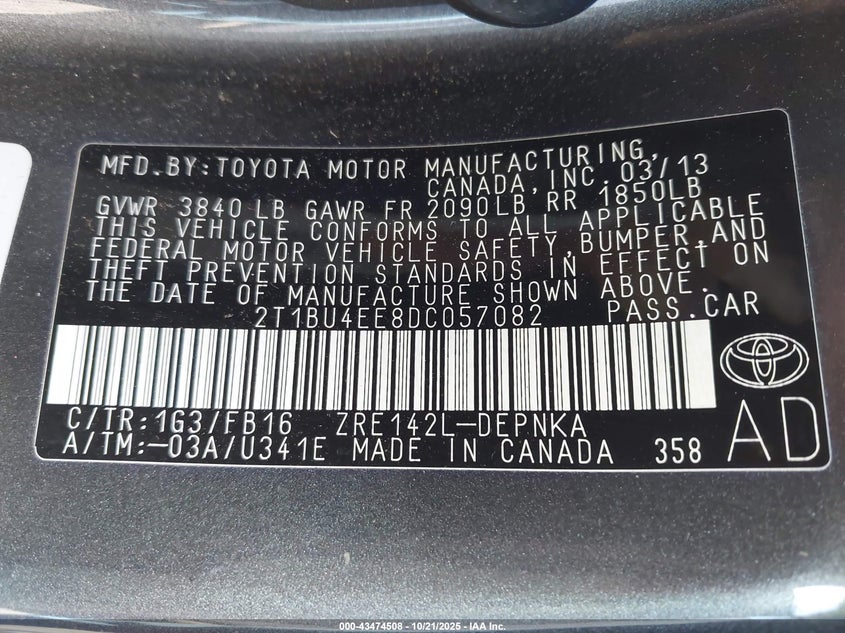 MFD.BY:TOYOTA MOTOR MANUFACTURING,
CANADA,INC. 03/13
GVWR 3840 LB GAWR FR 2090LB RR 1850LB
THIS VEHICLE CONFORMS TO ALL APPLICABLE
FEDERAL MOTOR VEHICLE SAFETY,BUMPER,AND
THEFT PREVENTION STANDARDS IN EFFECT ON
THE DATE OF MANUFACTURE SHOWN ABOVE.
2T1BU4EE8DC057082 PASS.CAR
C/TR:1G3/FB16 ZRE142L-DEPNKA
A/TM:-03A/U341E MADE IN CANADA 358
AD
000-43474508 - 10/21/2025 - IAA Inc.